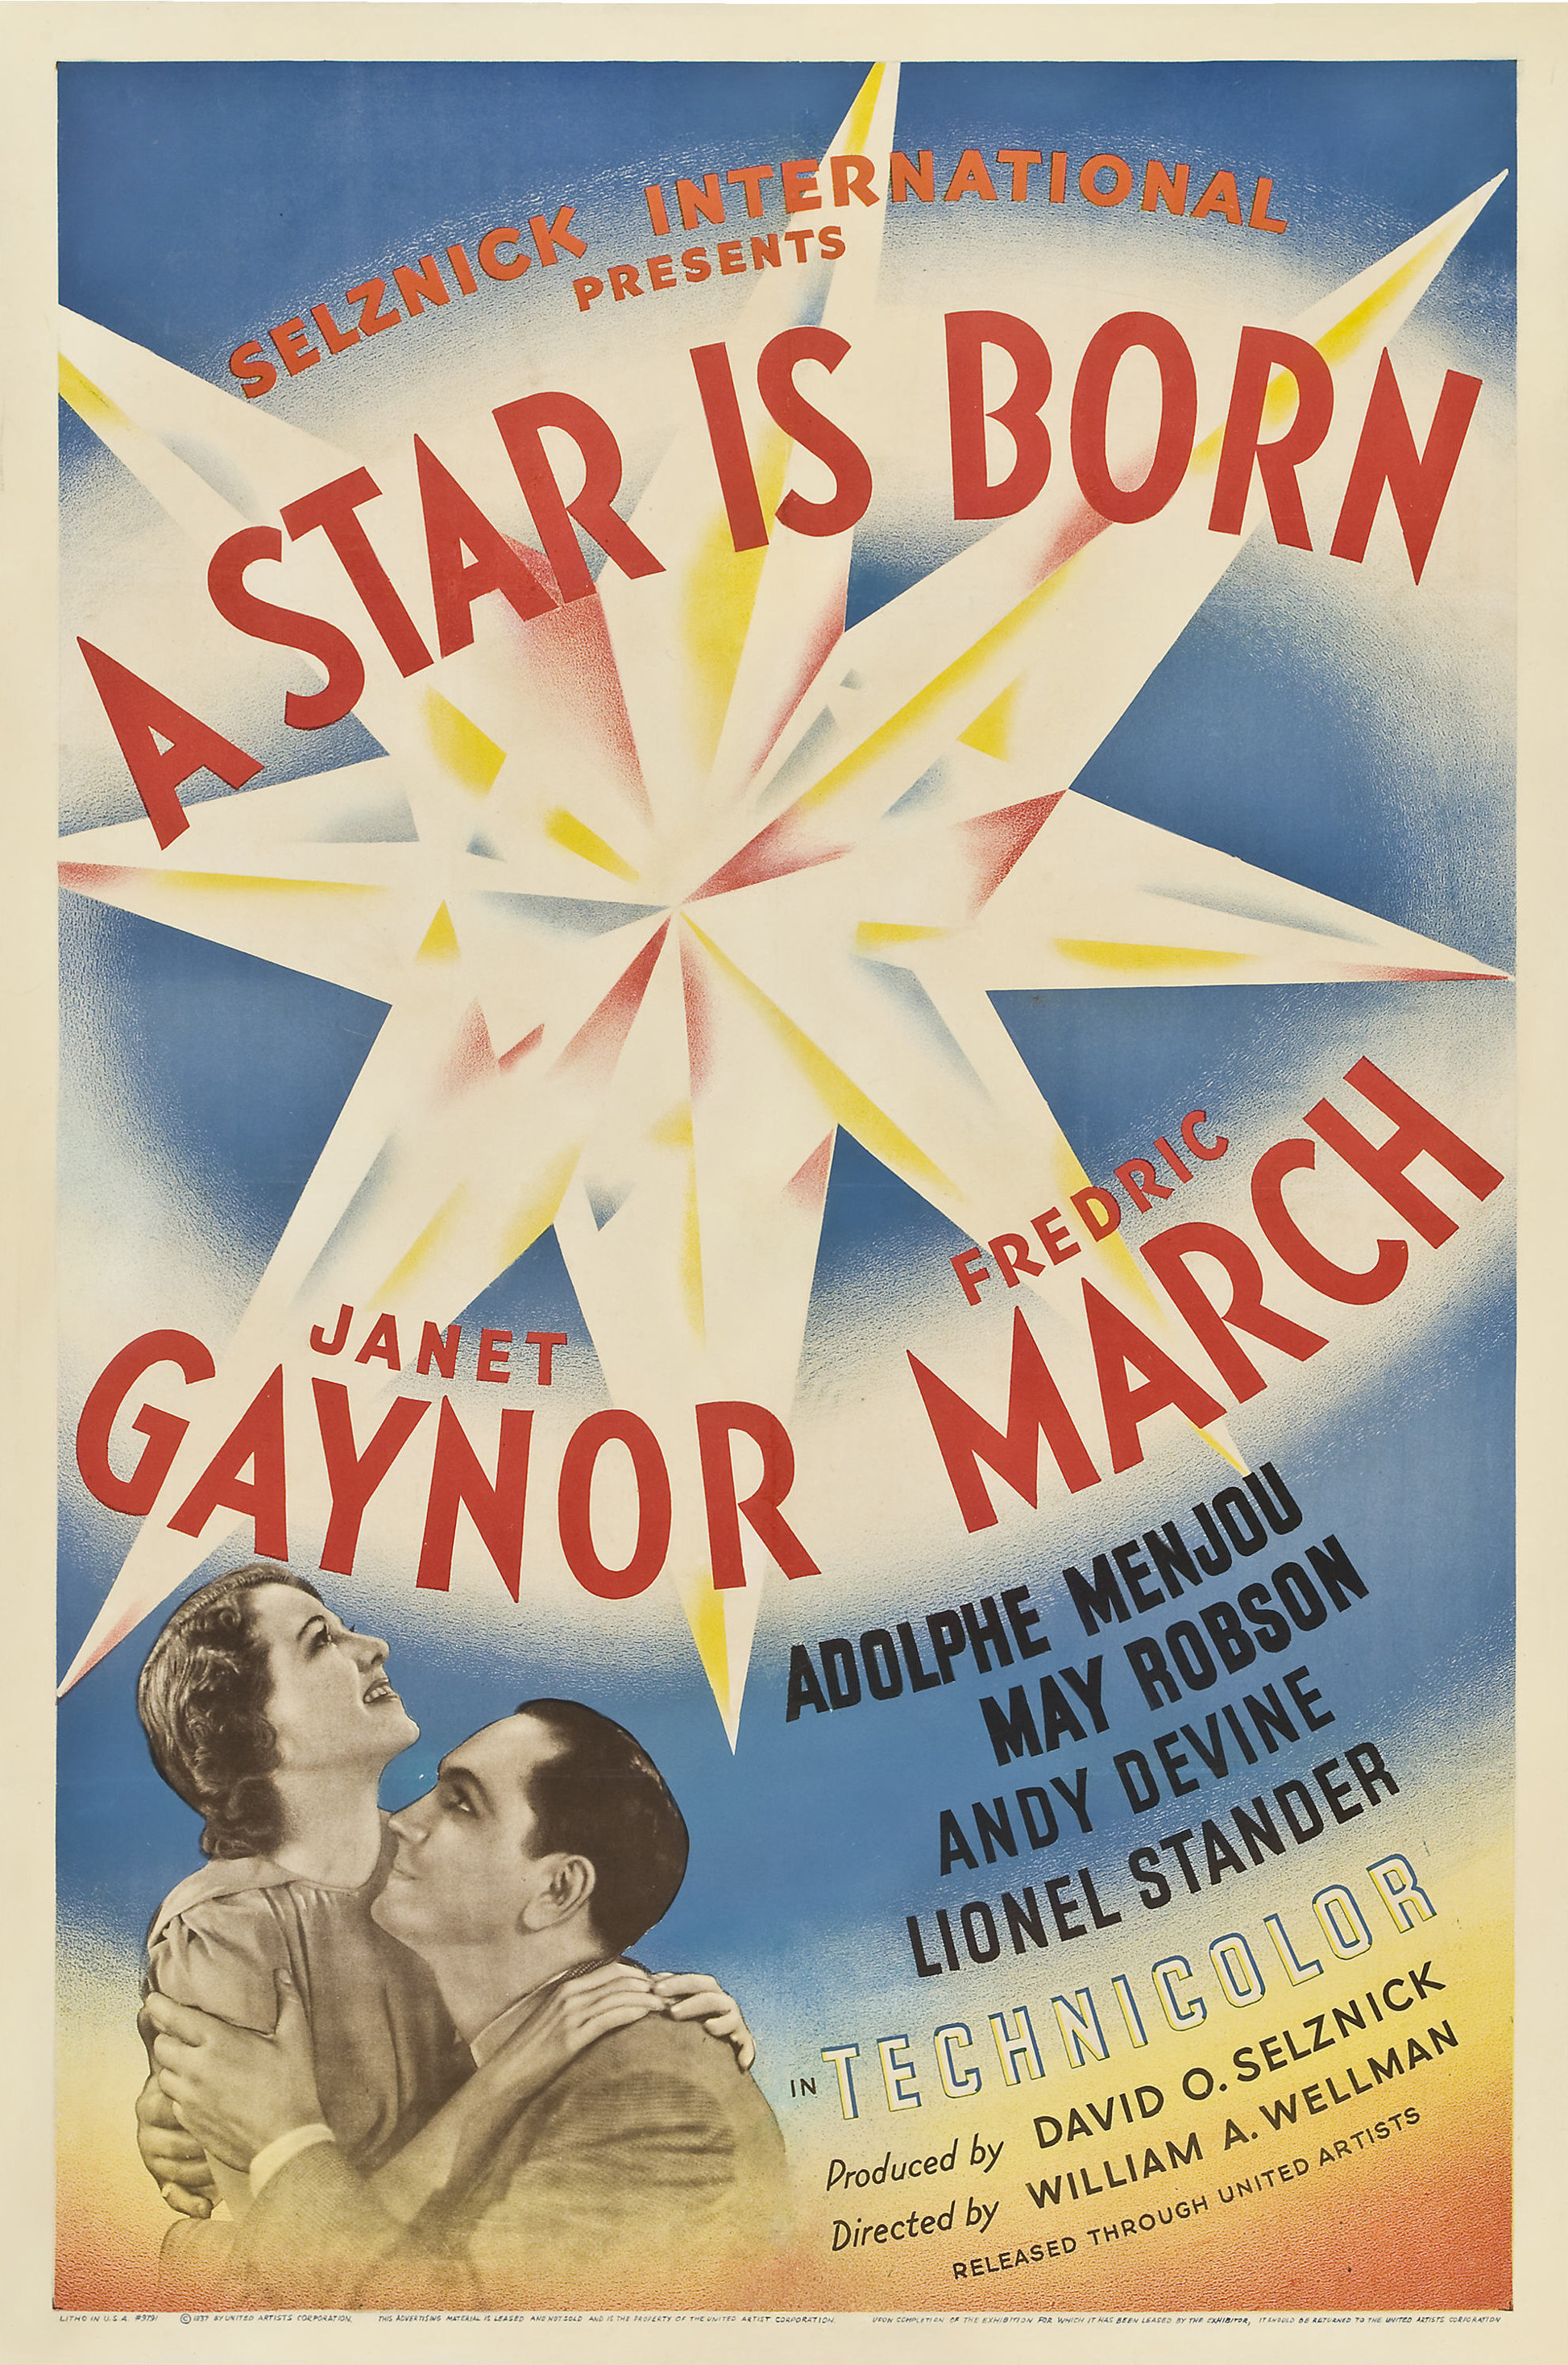 SELZNICK INTERNATIONAL
PRESENTS
A STAR IS BORN
JANET
GAYNOR
FREDRIC
MARCH
ADOLPHE MENJOU
MAY ROBSON
ANDY DEVINE
LIONEL STANDER
IN TECHNICOLOR
Produced by DAVID O. SELZNICK
Directed by WILLIAM A. WELLMAN
RELEASED THROUGH UNITED ARTISTS
LITHO IN U.S.A. #3791 © 1937 BY UNITED ARTISTS CORPORATION. THIS ADVERTISING MATERIAL IS LEASED AND NOT SOLD AND IS THE PROPERTY OF THE UNITED ARTIST CORPORATION. UPON COMPLETION OF THE EXHIBITION FOR WHICH IT HAS BEEN LEASED BY THE EXHIBITOR, IT SHOULD BE RETURNED TO THE UNITED ARTISTS CORPORATION